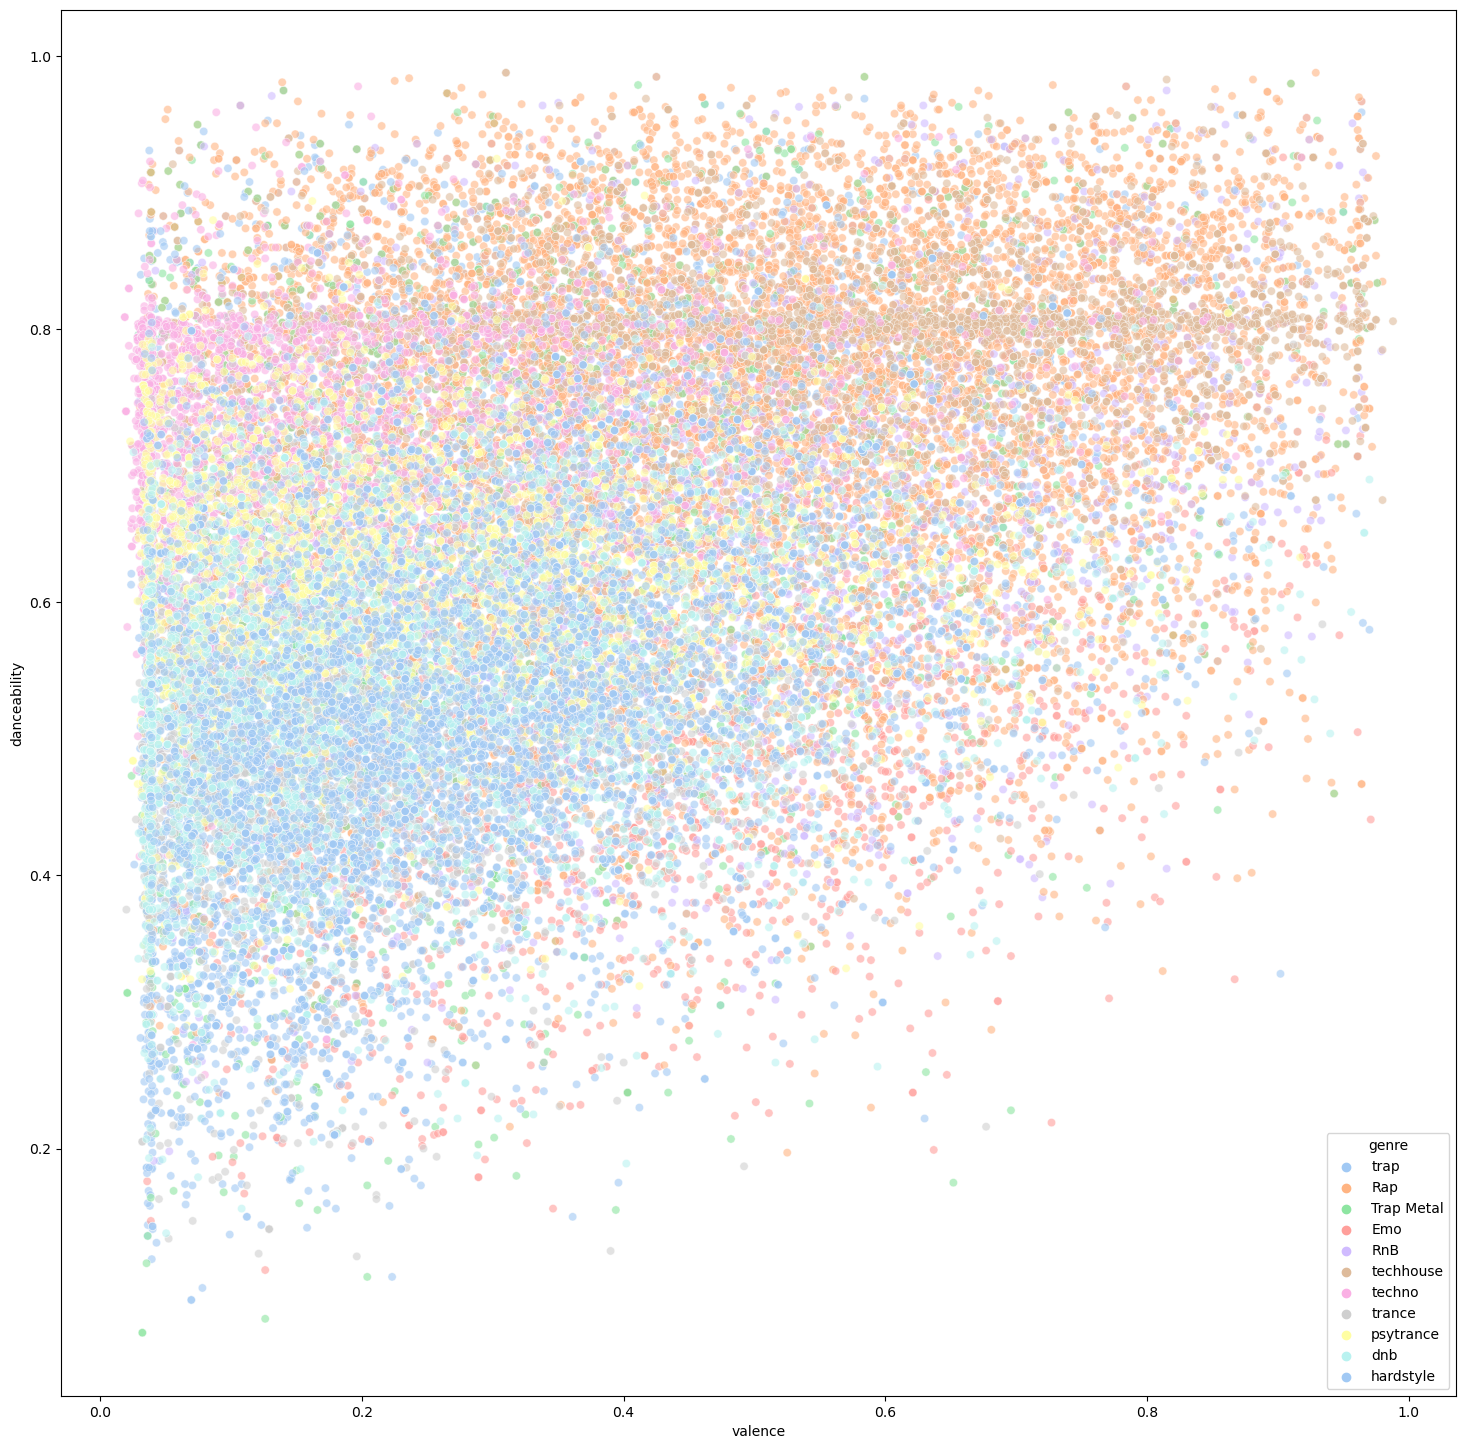 1.0
0.8
0.6
0.4
0.2
danceability
0.0
0.2
0.4
0.6
0.8
1.0
valence
genre
trap
Rap
Trap Metal
Emo
RnB
techhouse
techno
trance
psytrance
dnb
hardstyle